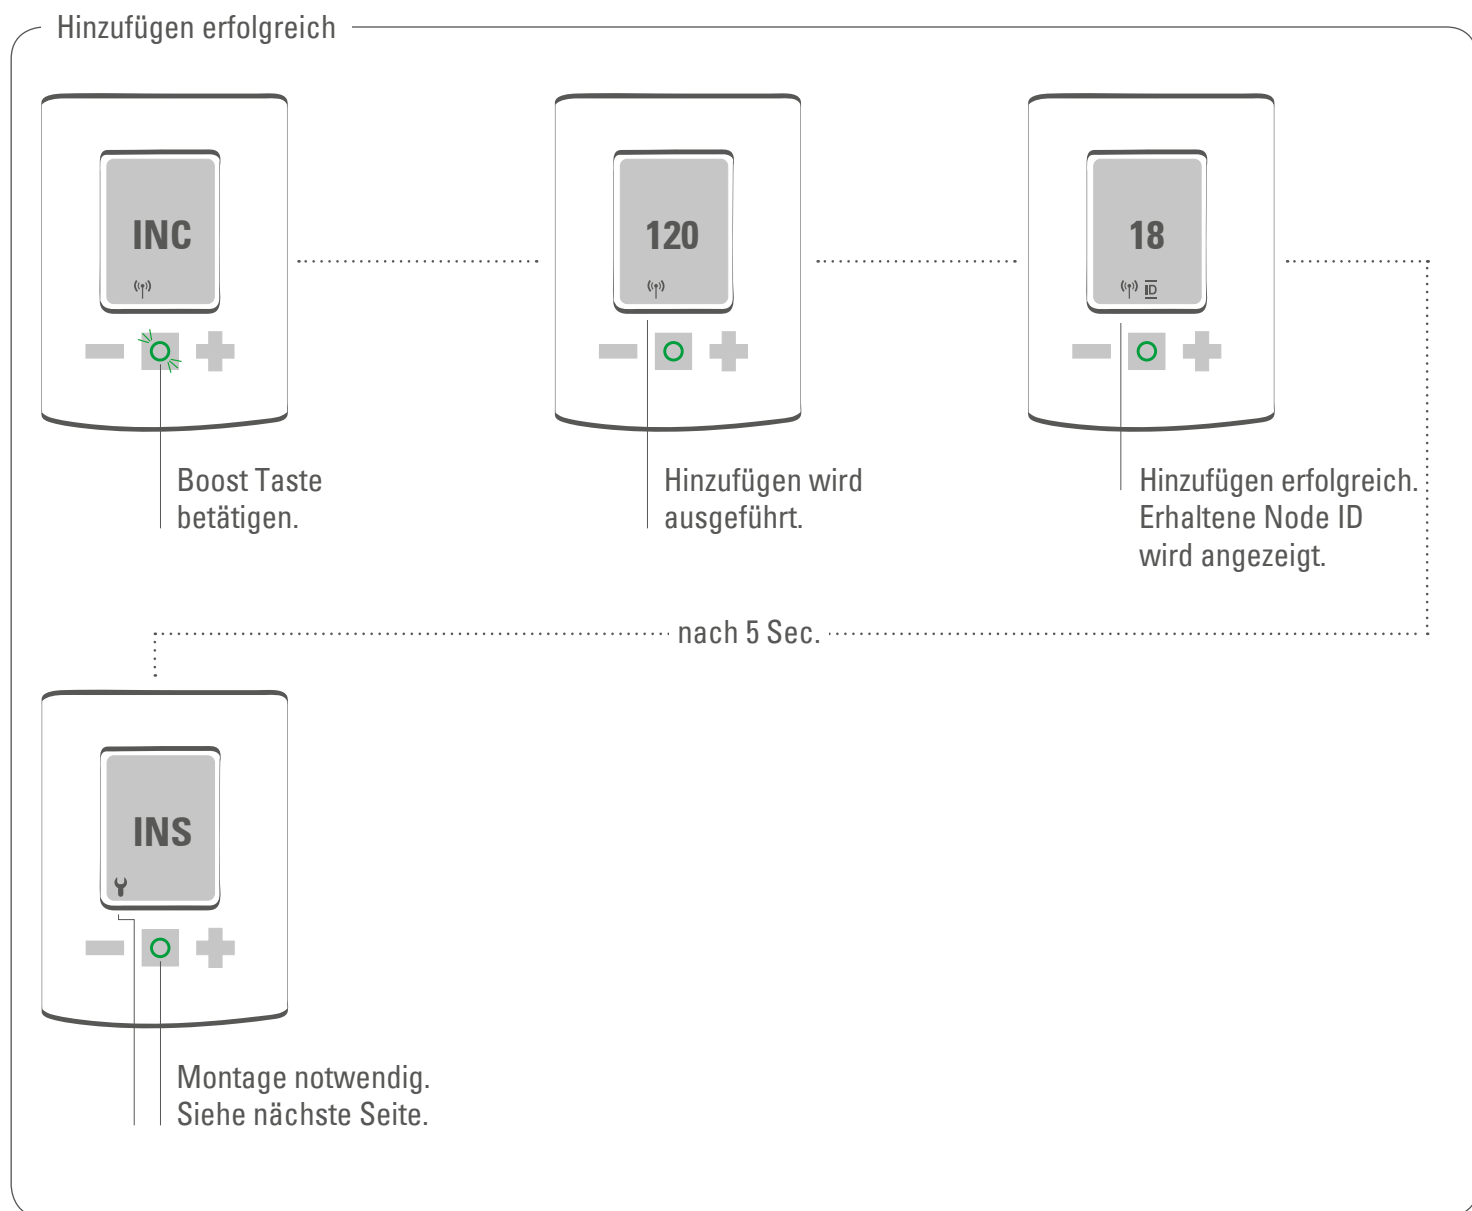 Hinzufügen erfolgreich
INC
120
18
ID
Boost Taste
betätigen.
Hinzufügen wird
ausgeführt.
Hinzufügen erfolgreich.
Erhaltene Node ID
wird angezeigt.
nach 5 Sec.
INS
Montage notwendig.
Siehe nächste Seite.